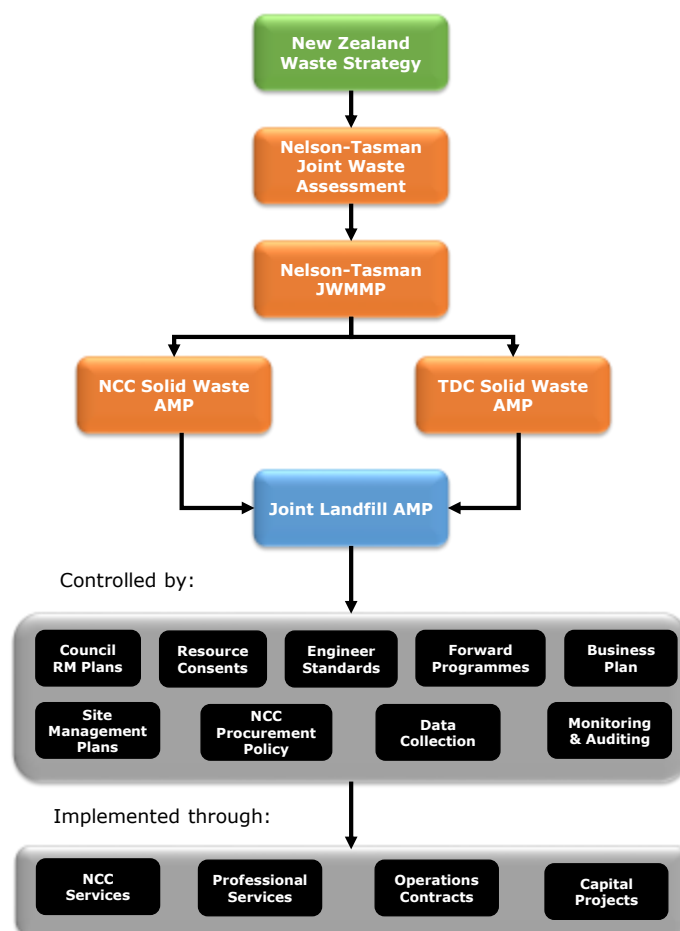 New Zealand
Waste Strategy
Nelson-Tasman
Joint Waste
Assessment
Nelson-Tasman
JWMMP
NCC Solid Waste
AMP
TDC Solid Waste
AMP
Joint Landfill AMP
Controlled by:
Council
RM Plans
Resource
Consents
Engineer
Standards
Forward
Programmes
Business
Plan
Site
Management
Plans
NCC
Procurement
Policy
Data
Collection
Monitoring
& Auditing
Implemented through:
NCC
Services
Professional
Services
Operations
Contracts
Capital
Projects